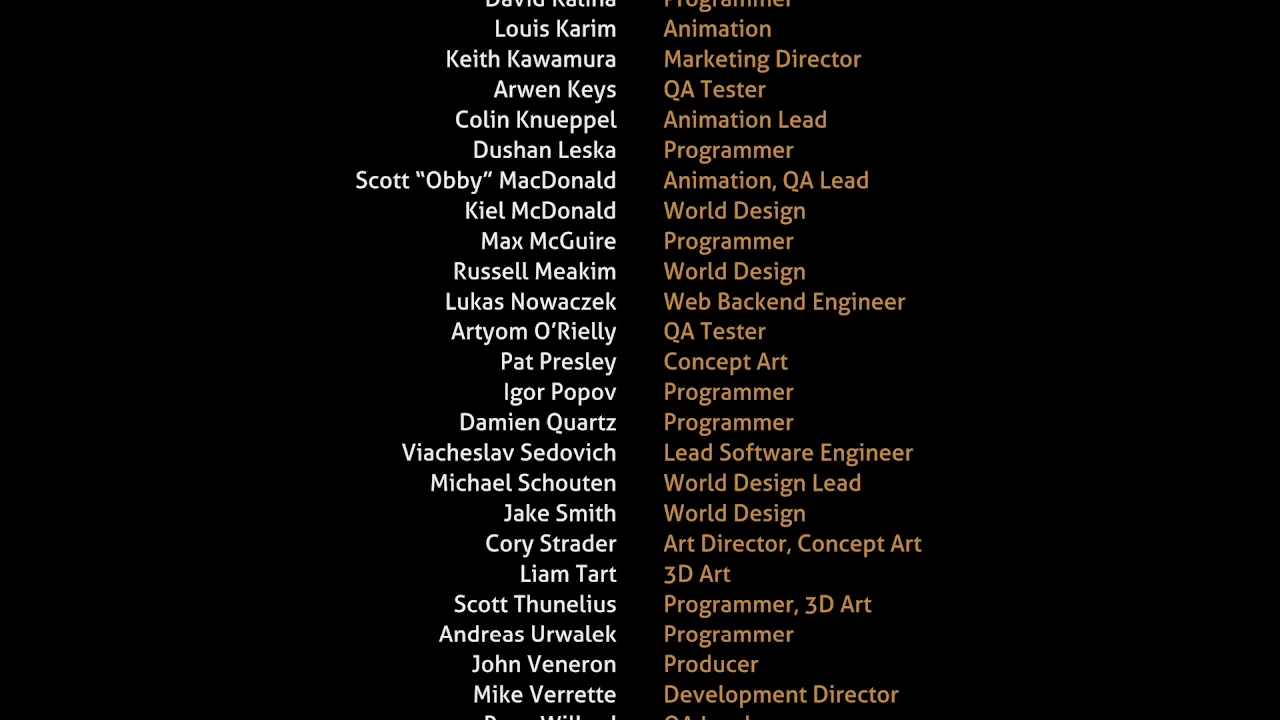 David Kalina Programmer
Louis Karim Animation
Keith Kawamura Marketing Director
Arwen Keys QA Tester
Colin Knueppel Animation Lead
Dushan Leska Programmer
Scott “Obby” MacDonald Animation, QA Lead
Kiel McDonald World Design
Max McGuire Programmer
Russell Meakim World Design
Lukas Nowaczek Web Backend Engineer
Artyom O’Rielly QA Tester
Pat Presley Concept Art
Igor Popov Programmer
Damien Quartz Programmer
Viacheslav Sedovich Lead Software Engineer
Michael Schouten World Design Lead
Jake Smith World Design
Cory Strader Art Director, Concept Art
Liam Tart 3D Art
Scott Thunelius Programmer, 3D Art
Andreas Urwalek Programmer
John Veneron Producer
Mike Verrette Development Director